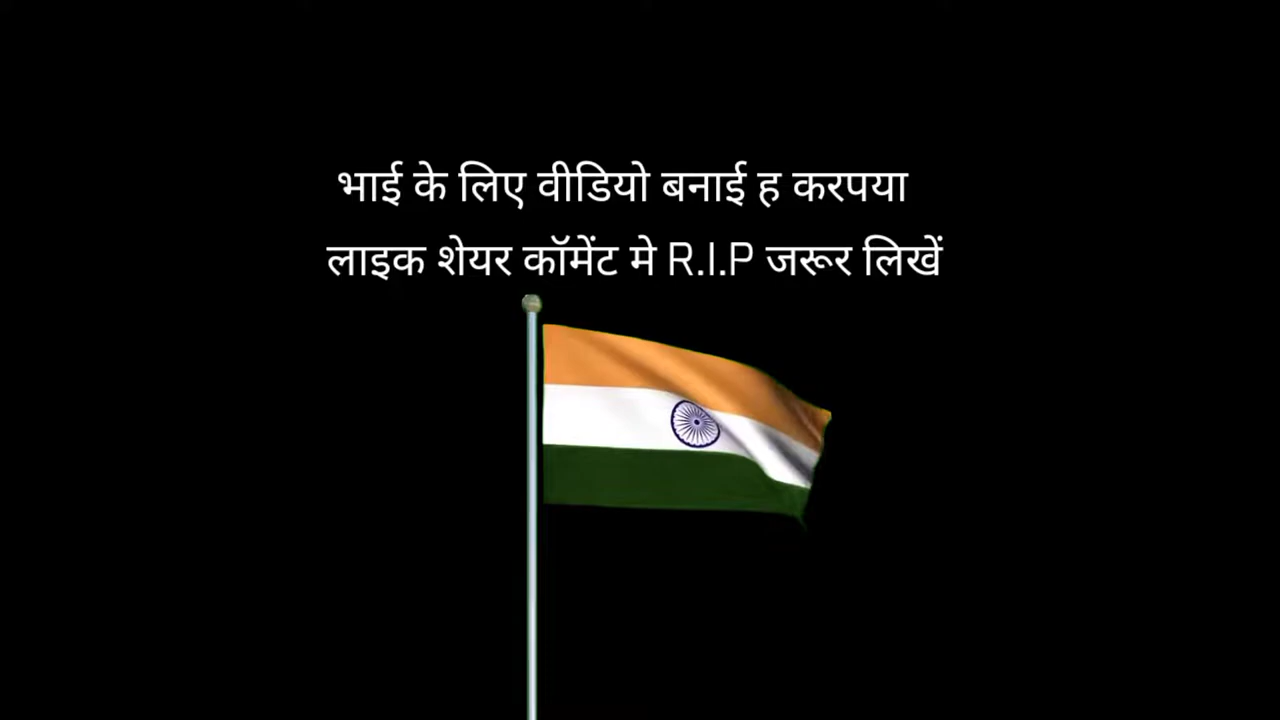 भाई के लिए वीडियो बनाई ह करपया
लाइक शेयर कॉमेंट मे R.I.P जरूर लिखें